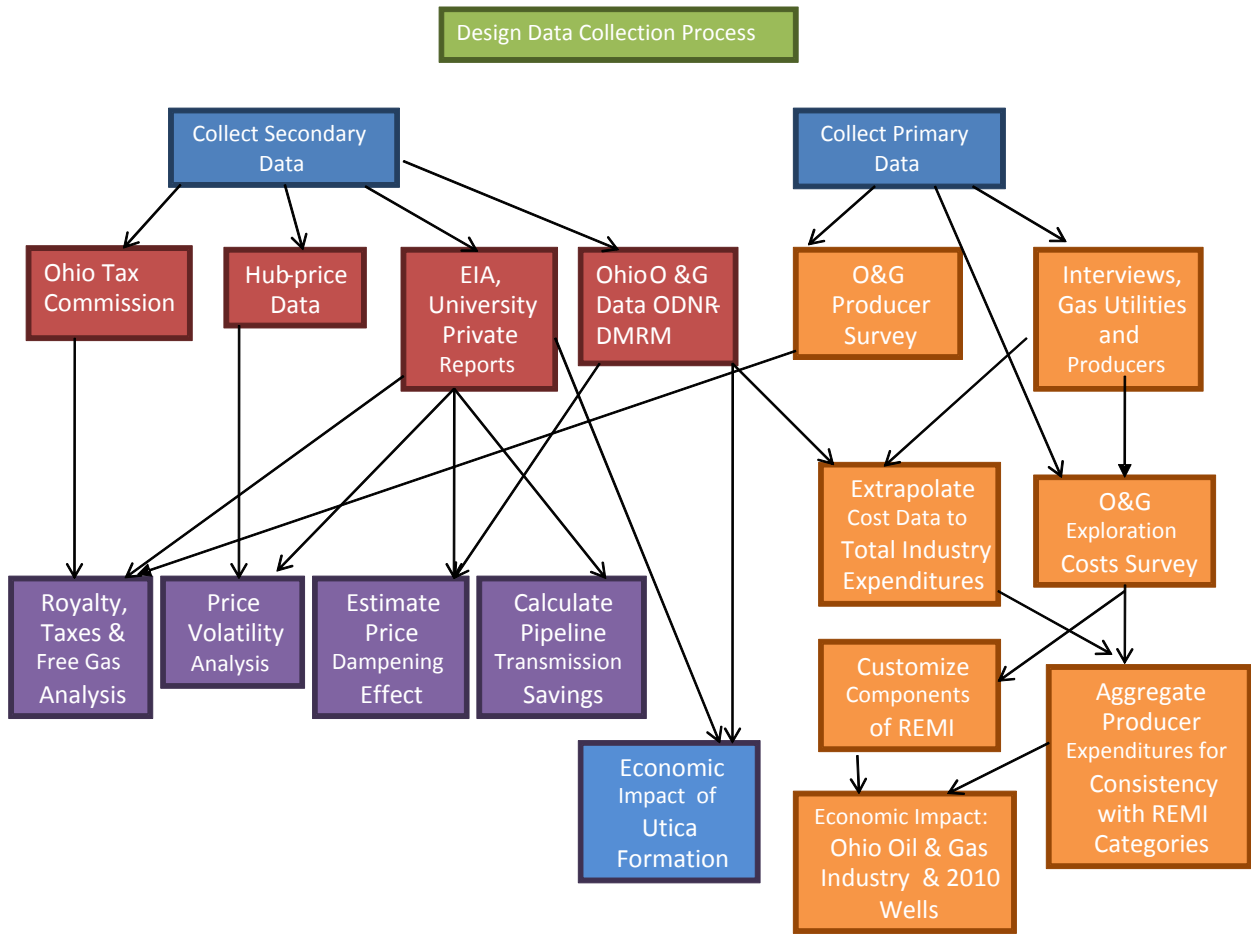 Design Data Collection Process
Collect Secondary
Data
Collect Primary
Data
Ohio Tax
Commission
Hub-price
Data
EIA,
University
Private
Reports
Ohio O &G
Data ODNR-
DMRM
O&G
Producer
Survey
Interviews,
Gas Utilities
and
Producers
Extrapolate
Cost Data to
Total Industry
Expenditures
O&G
Exploration
Costs Survey
Royalty,
Taxes &
Free Gas
Analysis
Price
Volatility
Analysis
Estimate
Price
Dampening
Effect
Calculate
Pipeline
Transmission
Savings
Customize
Components
of REMI
Aggregate
Producer
Expenditures for
Consistency
with REMI
Categories
Economic
Impact of
Utica
Formation
Economic Impact:
Ohio Oil & Gas
Industry & 2010
Wells